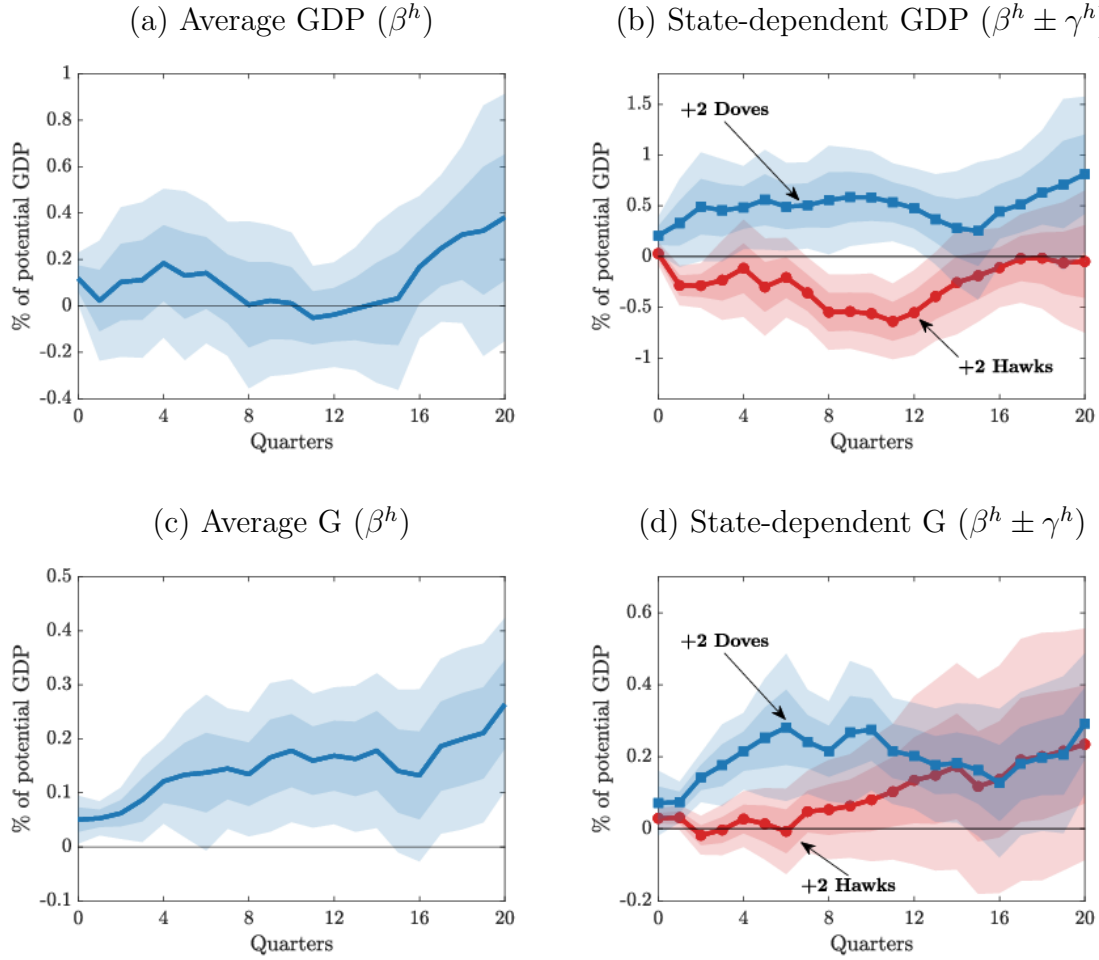 (a) Average GDP (β^h)
1
0.8
0.6
0.4
0.2
0
-0.2
-0.4
% of potential GDP
0 4 8 12 16 20
Quarters
(b) State-dependent GDP (β^h ± γ^h)
1.5
1
0.5
0
-0.5
-1
% of potential GDP
+2 Doves
+2 Hawks
0 4 8 12 16 20
Quarters
(c) Average G (β^h)
0.5
0.4
0.3
0.2
0.1
0
-0.1
% of potential GDP
0 4 8 12 16 20
Quarters
(d) State-dependent G (β^h ± γ^h)
0.6
0.4
0.2
0
-0.2
% of potential GDP
+2 Doves
+2 Hawks
0 4 8 12 16 20
Quarters